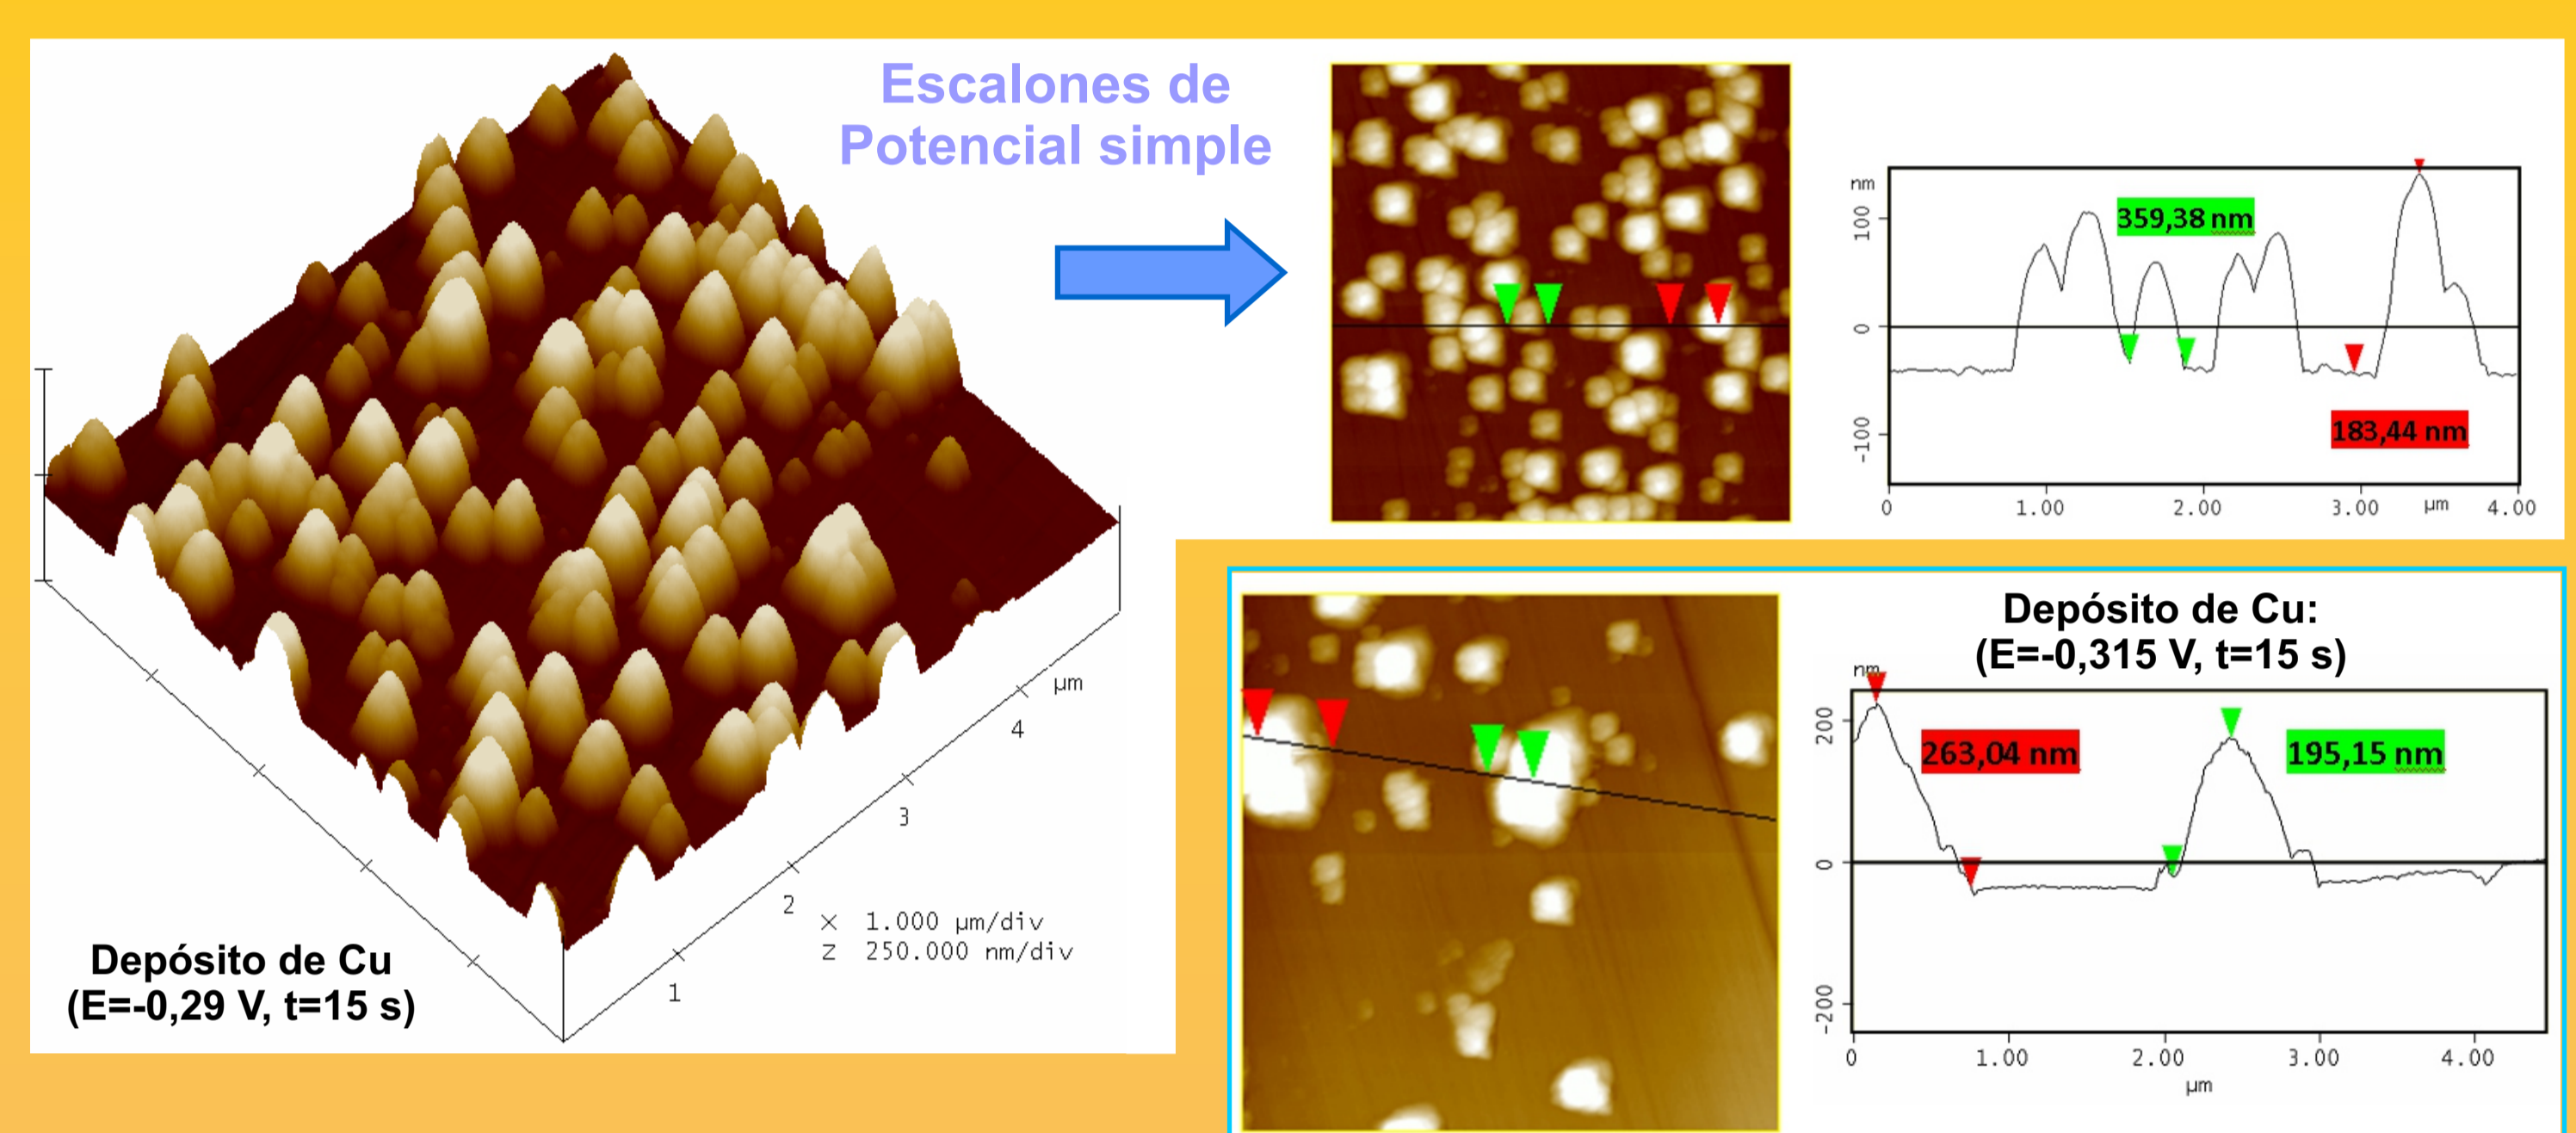 Escalones de
Potencial simple
µm
4
3
2
1
X 1.000 µm/div
Z 250.000 nm/div
Depósito de Cu
(E=-0,29 V, t=15 s)
nm
100
0
-100
359,38 nm
183,44 nm
0 1.00 2.00 3.00 µm 4.00
Depósito de Cu:
(E=-0,315 V, t=15 s)
nm
200
0
-200
263,04 nm
195,15 nm
0 1.00 2.00 3.00 4.00
µm